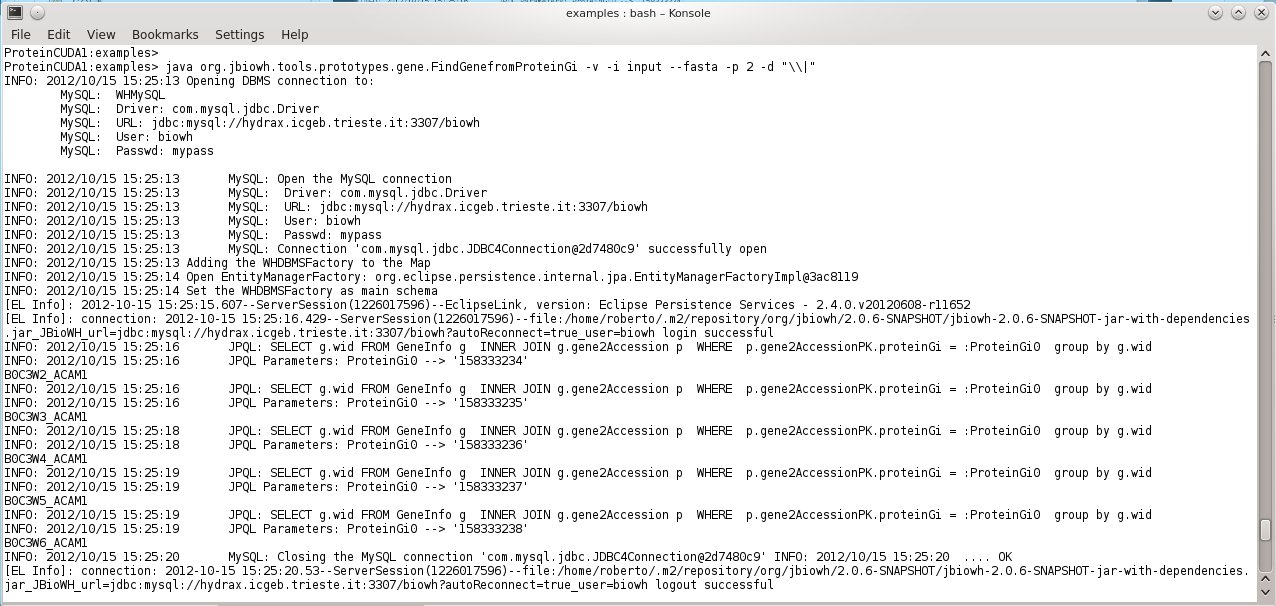 examples : bash – Konsole
File Edit View Bookmarks Settings Help
ProteinCUDA1:examples>
ProteinCUDA1:examples> java org.jbiowh.tools.prototypes.gene.FindGenefromProteinGi -v -i input --fasta -p 2 -d "\\|"
INFO: 2012/10/15 15:25:13 Opening DBMS connection to:
MySQL: WHMySQL
MySQL: Driver: com.mysql.jdbc.Driver
MySQL: URL: jdbc:mysql://hydrax.icgeb.trieste.it:3307/biowh
MySQL: User: biowh
MySQL: Passwd: mypass
INFO: 2012/10/15 15:25:13 MySQL: Open the MySQL connection
INFO: 2012/10/15 15:25:13 MySQL: Driver: com.mysql.jdbc.Driver
INFO: 2012/10/15 15:25:13 MySQL: URL: jdbc:mysql://hydrax.icgeb.trieste.it:3307/biowh
INFO: 2012/10/15 15:25:13 MySQL: User: biowh
INFO: 2012/10/15 15:25:13 MySQL: Passwd: mypass
INFO: 2012/10/15 15:25:13 MySQL: Connection 'com.mysql.jdbc.JDBC4Connection@2d7480c9' successfully open
INFO: 2012/10/15 15:25:13 Adding the WHDBMSFactory to the Map
INFO: 2012/10/15 15:25:14 Open EntityManagerFactory: org.eclipse.persistence.internal.jpa.EntityManagerFactoryImpl@3ac8119
INFO: 2012/10/15 15:25:14 Set the WHDBMSFactory as main schema
[EL Info]: 2012-10-15 15:25:15.607--ServerSession(1226017596)--EclipseLink, version: Eclipse Persistence Services - 2.4.0.v20120608-r11652
[EL Info]: connection: 2012-10-15 15:25:16.429--ServerSession(1226017596)--file:/home/roberto/.m2/repository/org/jbiowh/2.0.6-SNAPSHOT/jbiowh-2.0.6-SNAPSHOT-jar-with-dependencies
.jar_JBioWH_url=jdbc:mysql://hydrax.icgeb.trieste.it:3307/biowh?autoReconnect=true_user=biowh login successful
INFO: 2012/10/15 15:25:16 JPQL: SELECT g.wid FROM GeneInfo g INNER JOIN g.gene2Accession p WHERE p.gene2AccessionPK.proteinGi = :ProteinGi0 group by g.wid
INFO: 2012/10/15 15:25:16 JPQL Parameters: ProteinGi0 --> '158333234'
B0C3W2_ACAM1
INFO: 2012/10/15 15:25:16 JPQL: SELECT g.wid FROM GeneInfo g INNER JOIN g.gene2Accession p WHERE p.gene2AccessionPK.proteinGi = :ProteinGi0 group by g.wid
INFO: 2012/10/15 15:25:16 JPQL Parameters: ProteinGi0 --> '158333235'
B0C3W3_ACAM1
INFO: 2012/10/15 15:25:18 JPQL: SELECT g.wid FROM GeneInfo g INNER JOIN g.gene2Accession p WHERE p.gene2AccessionPK.proteinGi = :ProteinGi0 group by g.wid
INFO: 2012/10/15 15:25:18 JPQL Parameters: ProteinGi0 --> '158333236'
B0C3W4_ACAM1
INFO: 2012/10/15 15:25:19 JPQL: SELECT g.wid FROM GeneInfo g INNER JOIN g.gene2Accession p WHERE p.gene2AccessionPK.proteinGi = :ProteinGi0 group by g.wid
INFO: 2012/10/15 15:25:19 JPQL Parameters: ProteinGi0 --> '158333237'
B0C3W5_ACAM1
INFO: 2012/10/15 15:25:19 JPQL: SELECT g.wid FROM GeneInfo g INNER JOIN g.gene2Accession p WHERE p.gene2AccessionPK.proteinGi = :ProteinGi0 group by g.wid
INFO: 2012/10/15 15:25:19 JPQL Parameters: ProteinGi0 --> '158333238'
B0C3W6_ACAM1
INFO: 2012/10/15 15:25:20 MySQL: Closing the MySQL connection 'com.mysql.jdbc.JDBC4Connection@2d7480c9' INFO: 2012/10/15 15:25:20 .... OK
[EL Info]: connection: 2012-10-15 15:25:20.53--ServerSession(1226017596)--file:/home/roberto/.m2/repository/org/jbiowh/2.0.6-SNAPSHOT/jbiowh-2.0.6-SNAPSHOT-jar-with-dependencies.
jar_JBioWH_url=jdbc:mysql://hydrax.icgeb.trieste.it:3307/biowh?autoReconnect=true_user=biowh logout successful